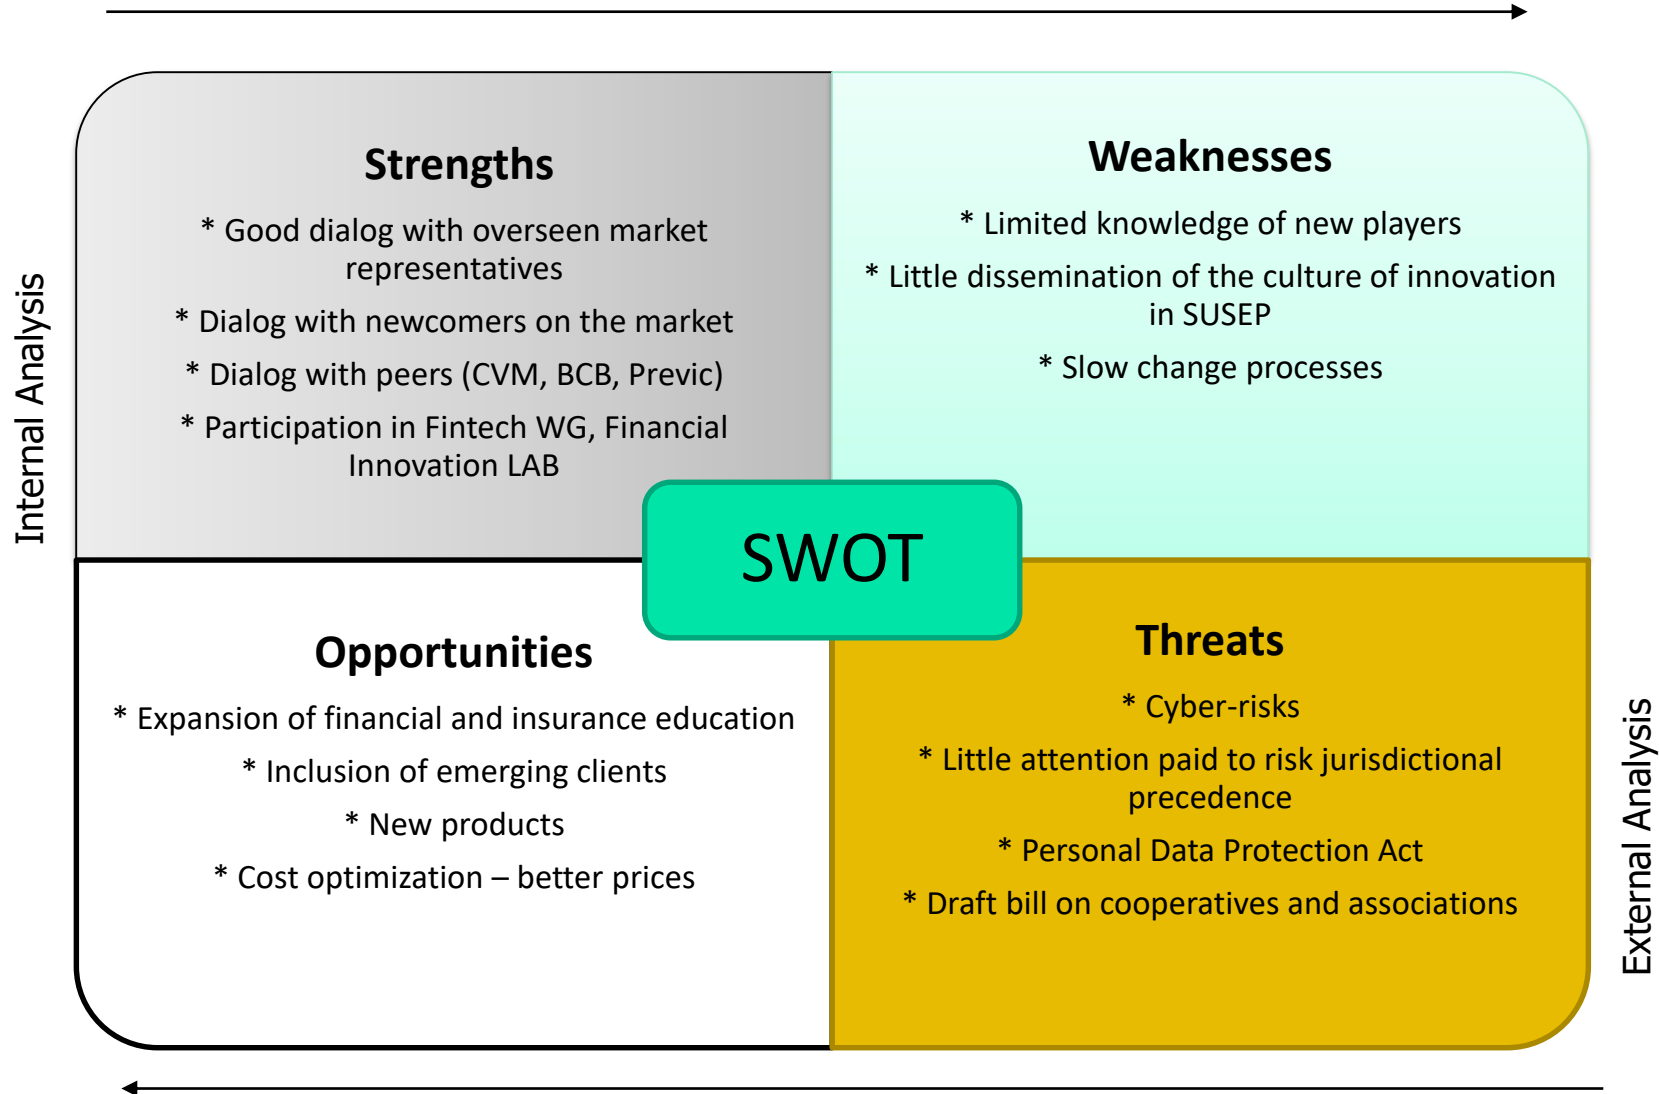 Internal Analysis
Strengths
* Good dialog with overseen market
representatives
* Dialog with newcomers on the market
* Dialog with peers (CVM, BCB, Previc)
* Participation in Fintech WG, Financial
Innovation LAB
Weaknesses
* Limited knowledge of new players
* Little dissemination of the culture of innovation
in SUSEP
* Slow change processes
SWOT
Opportunities
* Expansion of financial and insurance education
* Inclusion of emerging clients
* New products
* Cost optimization – better prices
Threats
* Cyber-risks
* Little attention paid to risk jurisdictional
precedence
* Personal Data Protection Act
* Draft bill on cooperatives and associations
External Analysis